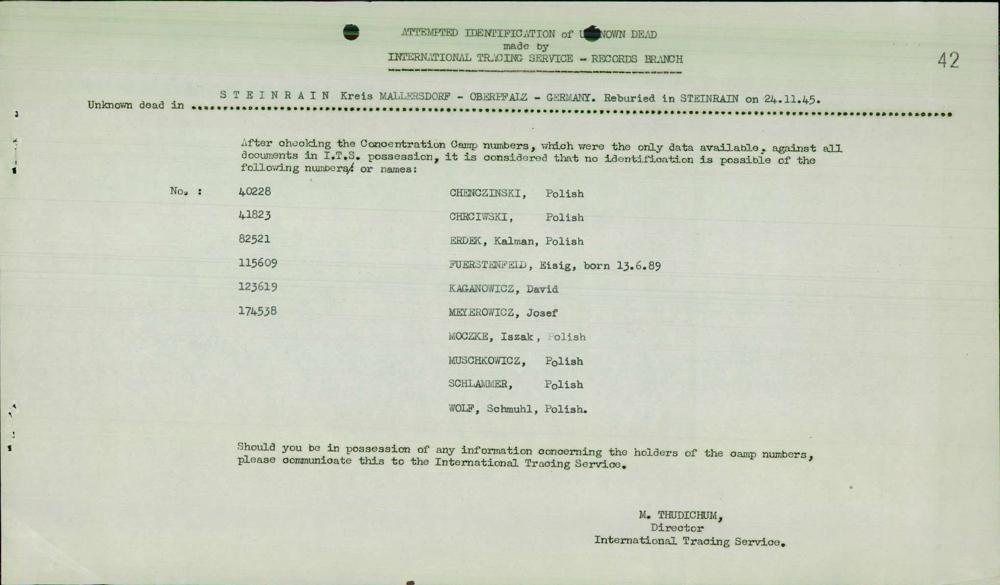 ATTEMPTED IDENTIFICATION of UNKNOWN DEAD
made by
INTERNATIONAL TRACING SERVICE - RECORDS BRANCH
42
Unknown dead in STEINRAIN Kreis MALLERSDORF - OBERPFALZ - GERMANY. Reburied in STEINRAIN on 24.11.45.
After checking the Concentration Camp numbers, which were the only data available, against all
documents in I.T.S. possession, it is considered that no identification is possible of the
following numbers/ or names:
No. : 40228 CHENCZINSKI, Polish
41823 CHRCIWSKI, Polish
82521 ERDEK, Kalman, Polish
115609 FUERSTENFELD, Eisig, born 13.6.89
123619 KAGANOWICZ, David
174538 MEYEROWICZ, Josef
MOCZKE, Iszak, Polish
MUSCHKOWICZ, Polish
SCHLAMMER, Polish
WOLF, Schmuhl, Polish.
Should you be in possession of any information concerning the holders of the camp numbers,
please communicate this to the International Tracing Service.
M. THUDICHUM,
Director
International Tracing Service.